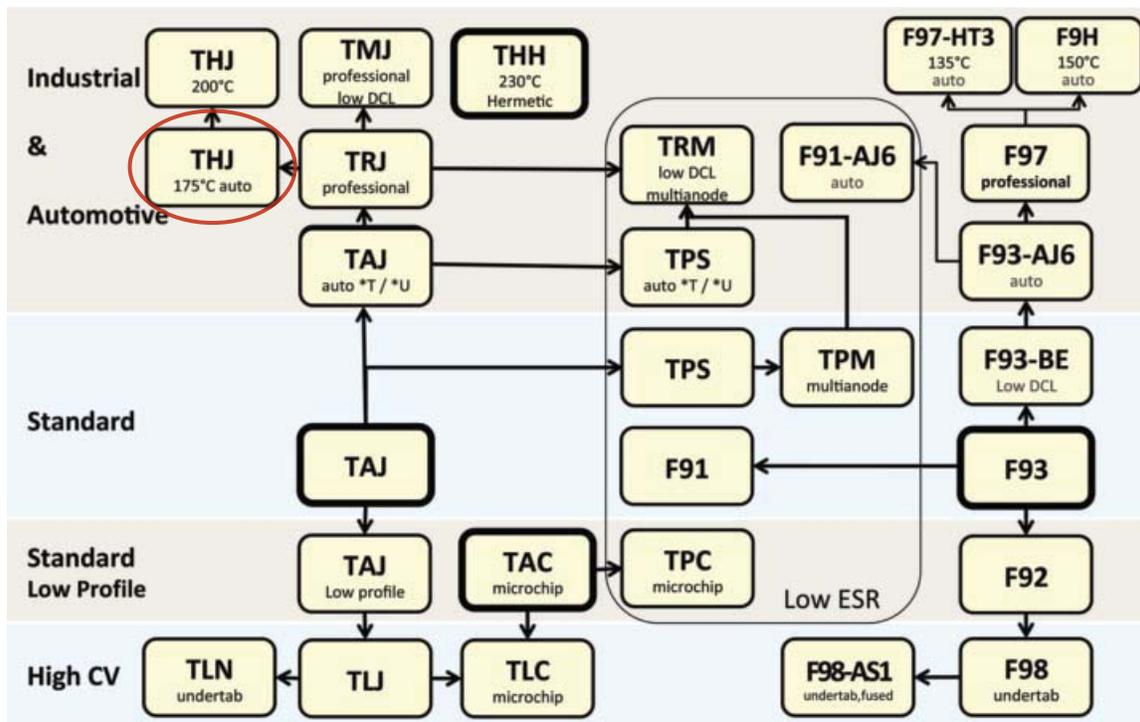 Industrial
&
Automotive
THJ
200°C
TMJ
professional
low DCL
THH
230°C
Hermetic
F97-HT3
135°C
auto
F9H
150°C
auto
THJ
175°C auto
TRJ
professional
TRM
low DCL
multianode
F91-AJ6
auto
F97
professional
TAJ
auto *T / *U
TPS
auto *T / *U
F93-AJ6
auto
Standard
TPS
TPM
multianode
F93-BE
Low DCL
TAJ
F91
F93
Standard
Low Profile
TAJ
Low profile
TAC
microchip
TPC
microchip
Low ESR
F92
High CV
TLN
undertab
TLJ
TLC
microchip
F98-AS1
undertab,fused
F98
undertab